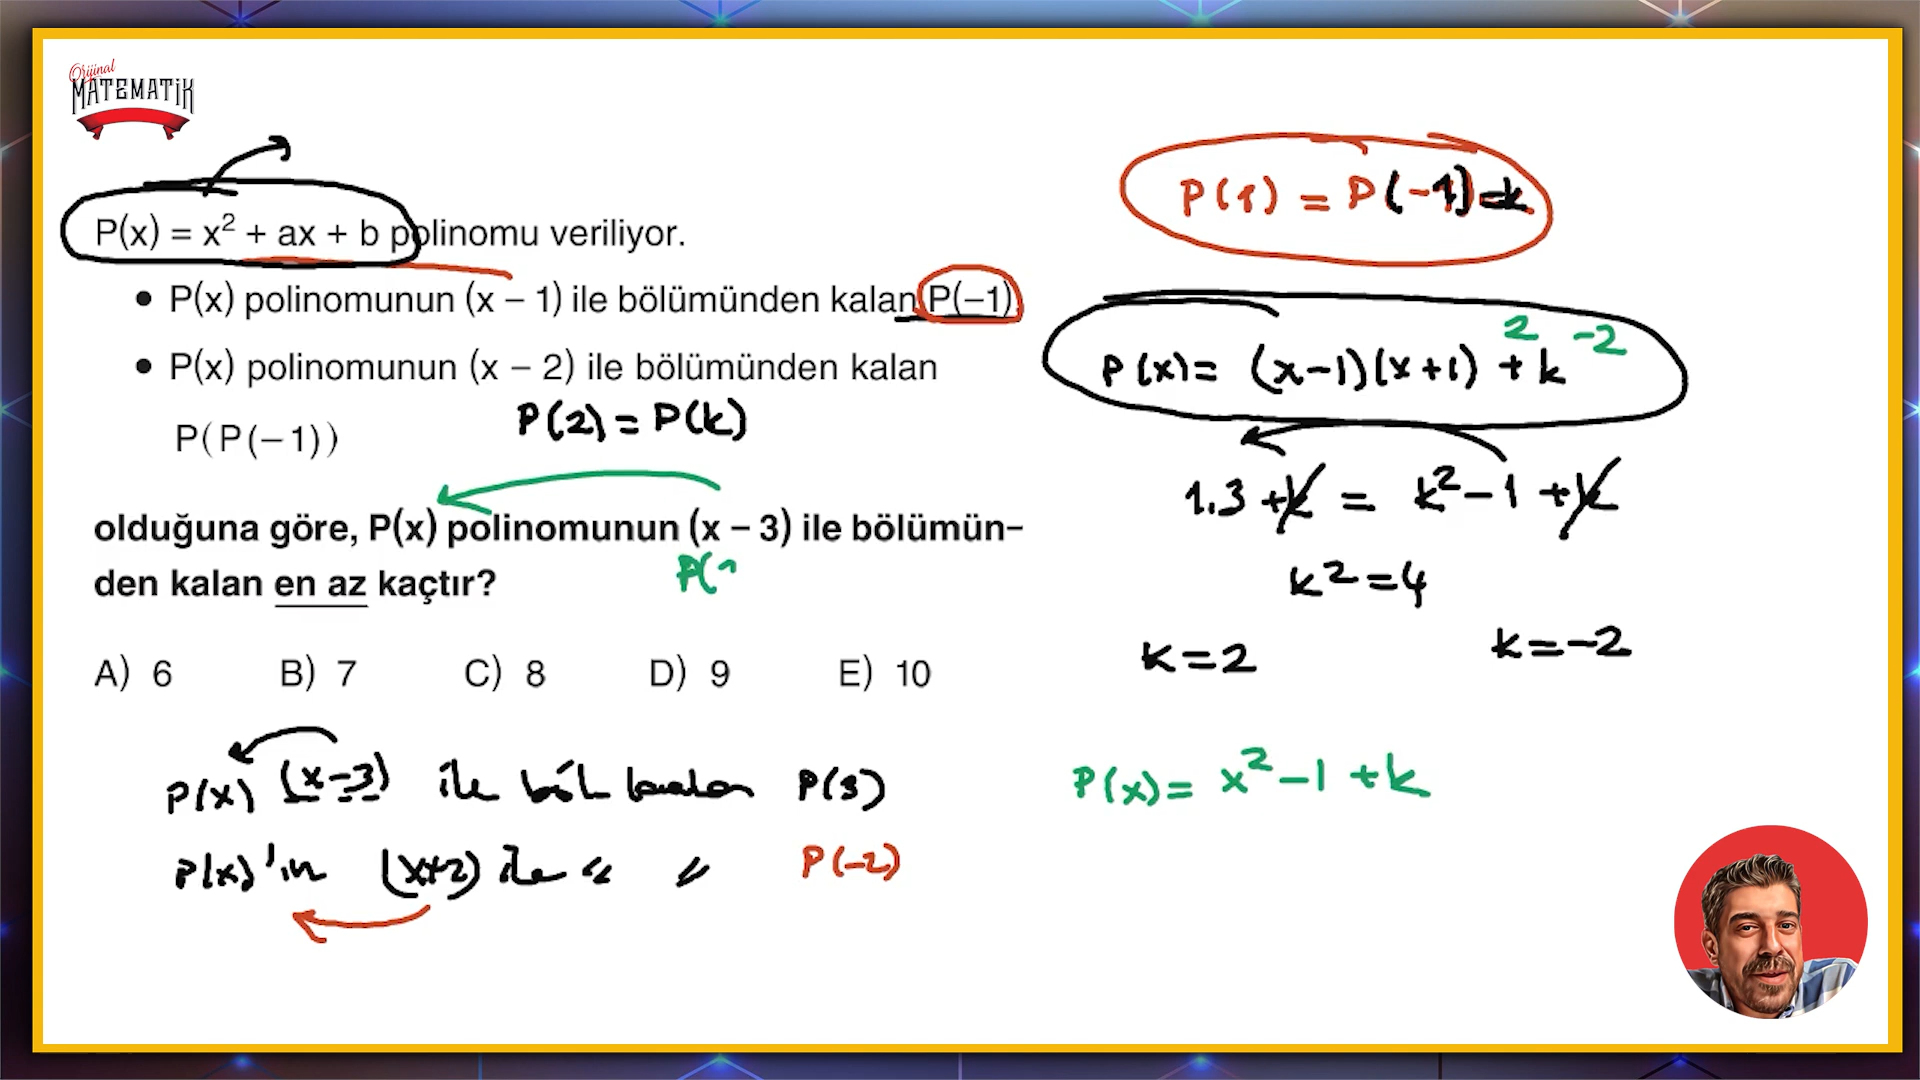 Orijinal
MATEMATİK
P(x) = x² + ax + b polinomu veriliyor.
• P(x) polinomunun (x – 1) ile bölümünden kalan P(–1)
• P(x) polinomunun (x – 2) ile bölümünden kalan
P(P(–1))
P(2) = P(k)
olduğuna göre, P(x) polinomunun (x – 3) ile bölümün–
den kalan en az kaçtır?
P(
A) 6 B) 7 C) 8 D) 9 E) 10
P(x) (x–3) ile böl kalan P(3)
P(x)'in (x+2) ile " " P(–2)
P(1) = P(–1) = k
2 –2
P(x) = (x–1)(x+1) + k
1.3 + k = k² – 1 + k
k² = 4
k = 2 k = –2
P(x) = x² – 1 + k